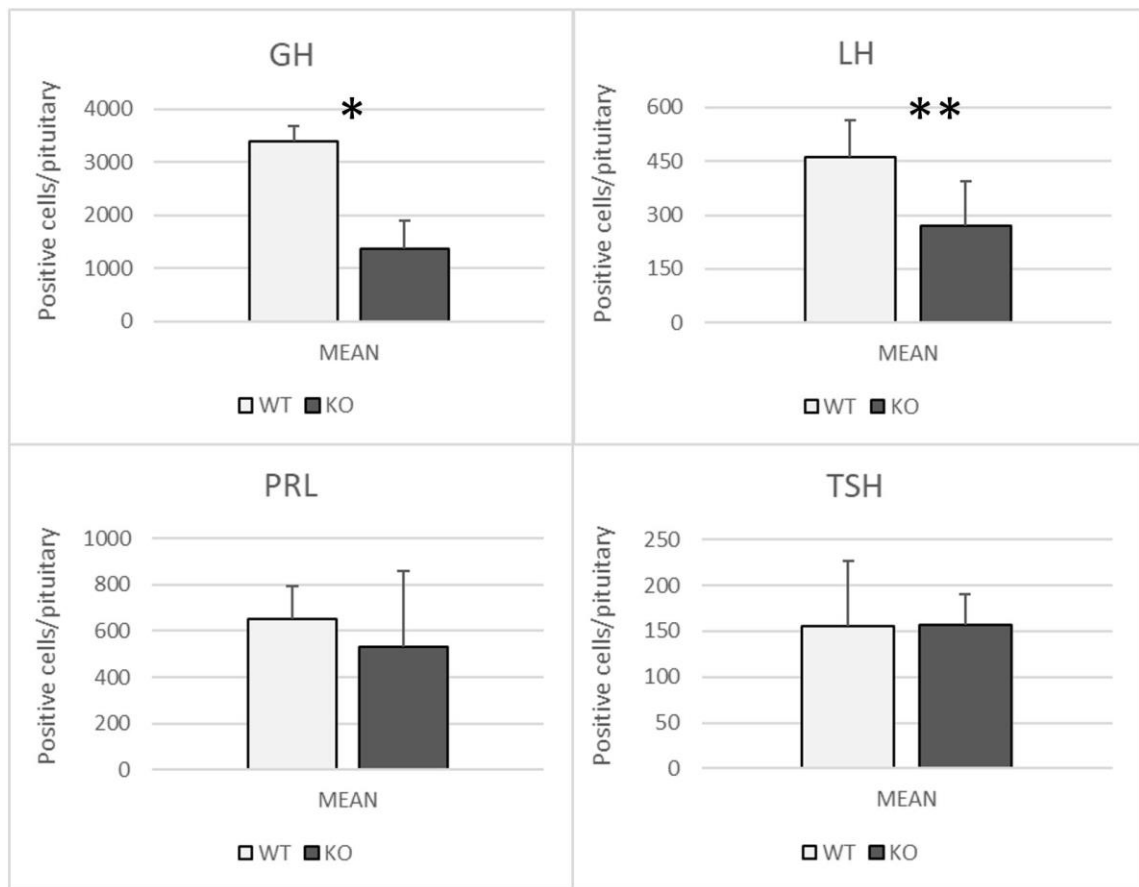 GH
*
Positive cells/pituitary
4000
3000
2000
1000
0
MEAN
WT KO
LH
**
Positive cells/pituitary
600
450
300
150
0
MEAN
WT KO
PRL
Positive cells/pituitary
1000
800
600
400
200
0
MEAN
WT KO
TSH
Positive cells/pituitary
250
200
150
100
50
0
MEAN
WT KO